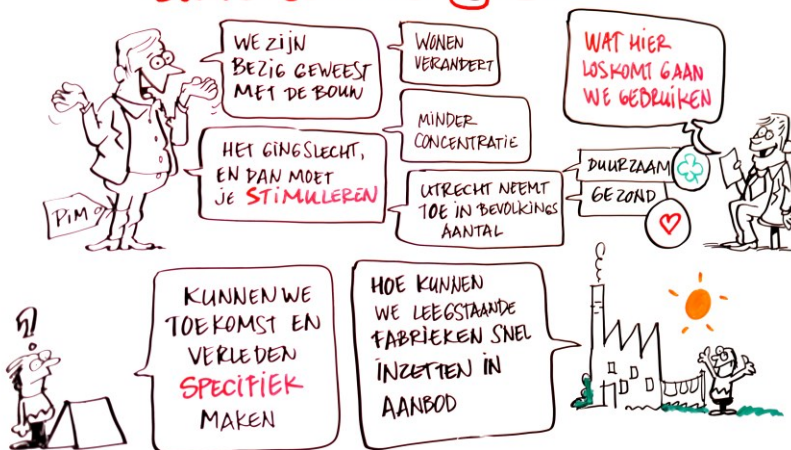 WE ZIJN
BEZIG GEWEEST
MET DE BOUW
WONEN
VERANDERT
WAT HIER
LOSKOMT GAAN
WE GEBRUIKEN
MINDER
CONCENTRATIE
HET GING SLECHT,
EN DAN MOET
JE STIMULEREN
PIM
UTRECHT NEEMT
TOE IN BEVOLKINGS
AANTAL
DUURZAAM
GEZOND
?!
KUNNEN WE
TOEKOMST EN
VERLEDEN
SPECIFIEK
MAKEN
HOE KUNNEN
WE LEEGSTAANDE
FABRIEKEN SNEL
INZETTEN IN
AANBOD